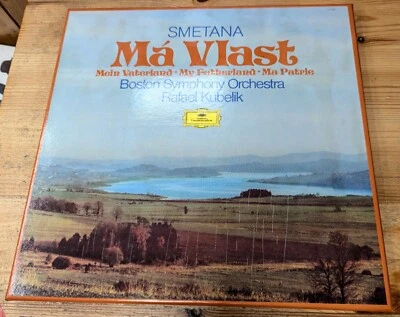 SMETANA
Má Vlast
Mein Vaterland · My Fatherland · Ma Patrie
Boston Symphony Orchestra
Rafael Kubelik